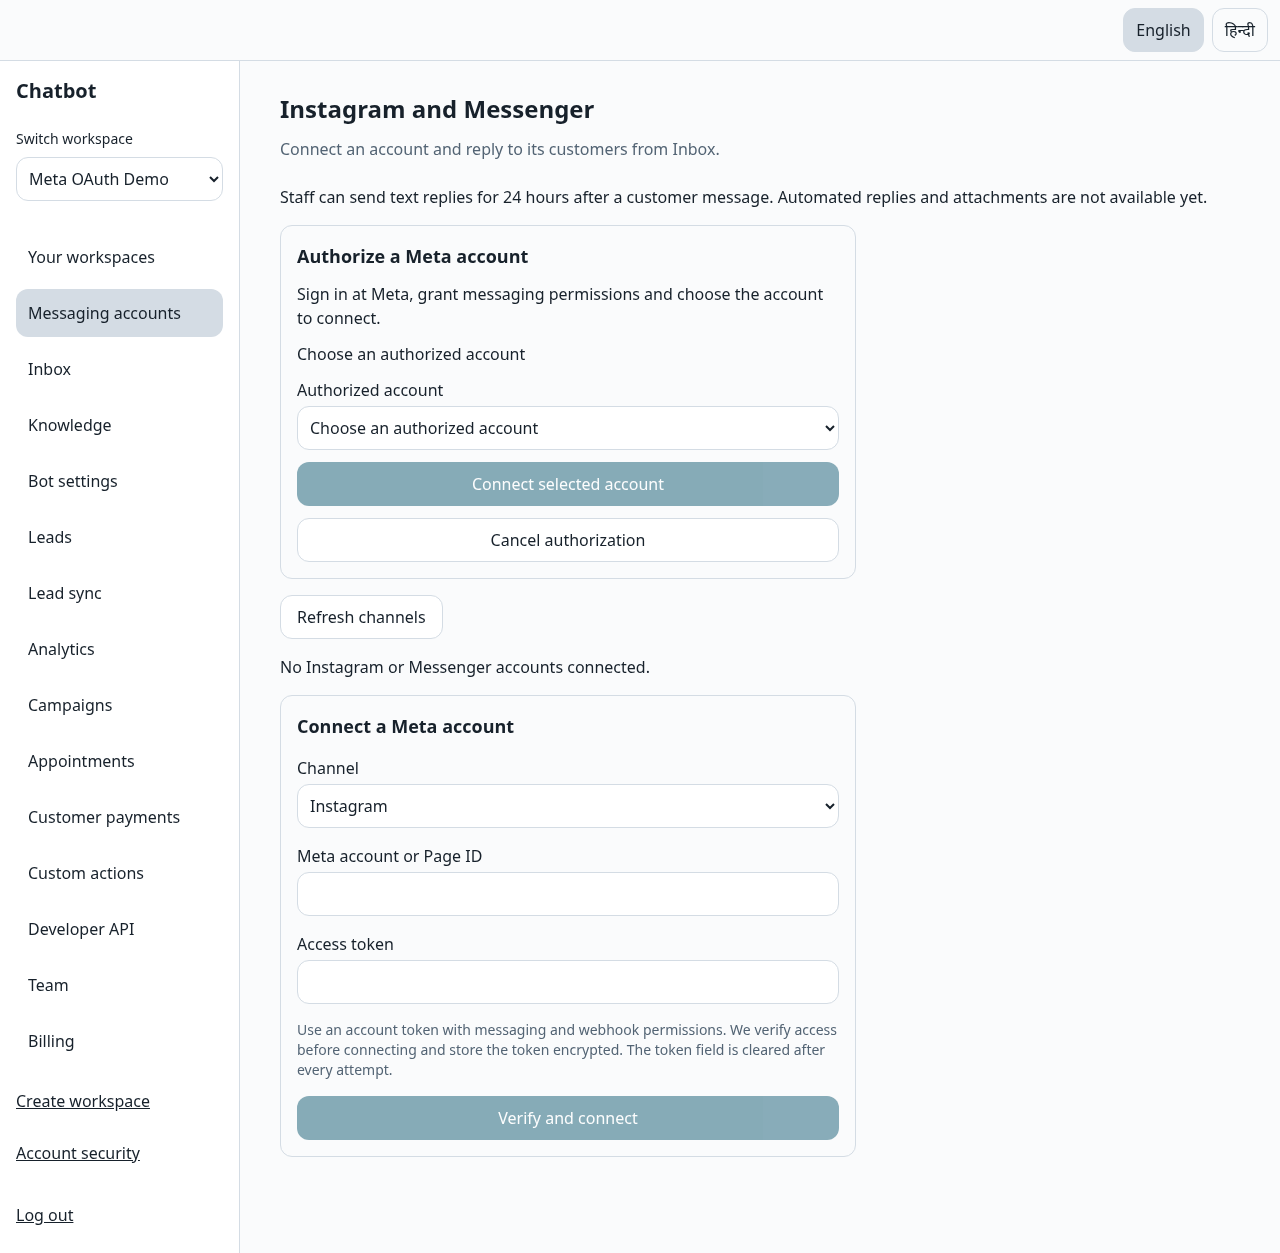 English
हिन्दी
Chatbot
Switch workspace
Meta OAuth Demo
Your workspaces
Messaging accounts
Inbox
Knowledge
Bot settings
Leads
Lead sync
Analytics
Campaigns
Appointments
Customer payments
Custom actions
Developer API
Team
Billing
Create workspace
Account security
Log out
Instagram and Messenger
Connect an account and reply to its customers from Inbox.
Staff can send text replies for 24 hours after a customer message. Automated replies and attachments are not available yet.
Authorize a Meta account
Sign in at Meta, grant messaging permissions and choose the account
to connect.
Choose an authorized account
Authorized account
Choose an authorized account
Connect selected account
Cancel authorization
Refresh channels
No Instagram or Messenger accounts connected.
Connect a Meta account
Channel
Instagram
Meta account or Page ID
Access token
Use an account token with messaging and webhook permissions. We verify access
before connecting and store the token encrypted. The token field is cleared after
every attempt.
Verify and connect